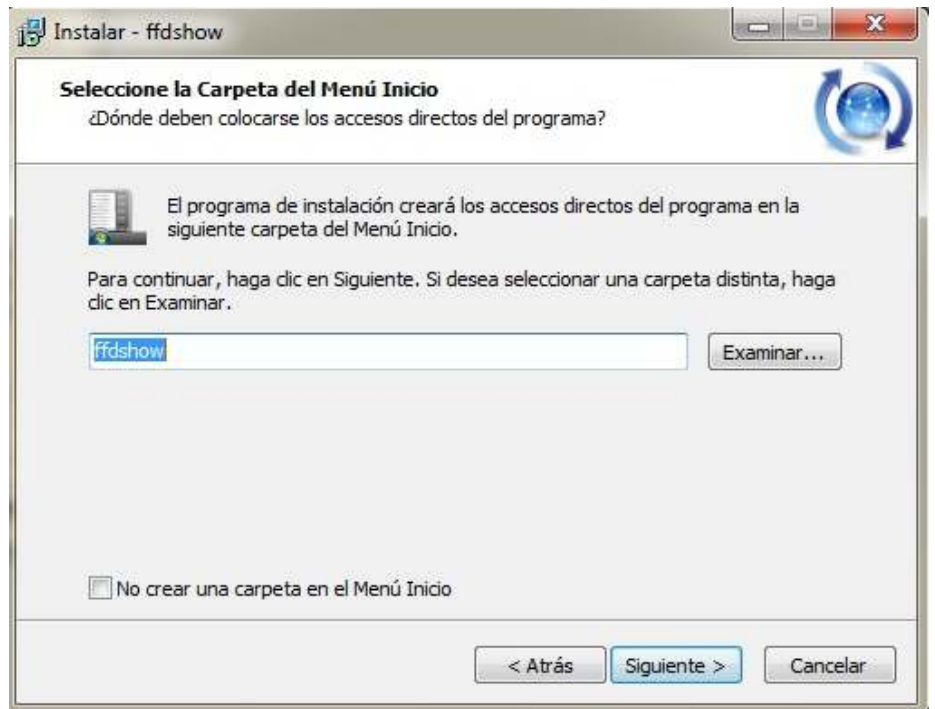 Instalar - ffdshow
Seleccione la Carpeta del Menú Inicio
¿Dónde deben colocarse los accesos directos del programa?
El programa de instalación creará los accesos directos del programa en la
siguiente carpeta del Menú Inicio.
Para continuar, haga clic en Siguiente. Si desea seleccionar una carpeta distinta, haga
clic en Examinar.
ffdshow
Examinar...
No crear una carpeta en el Menú Inicio
< Atrás
Siguiente >
Cancelar